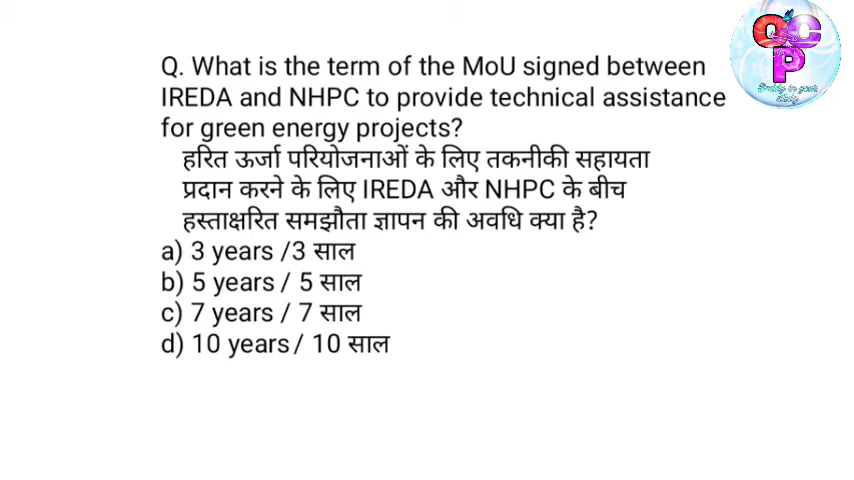 Q. What is the term of the MoU signed between
IREDA and NHPC to provide technical assistance
for green energy projects?
हरित ऊर्जा परियोजनाओं के लिए तकनीकी सहायता
प्रदान करने के लिए IREDA और NHPC के बीच
हस्ताक्षरित समझौता ज्ञापन की अवधि क्या है?
a) 3 years /3 साल
b) 5 years / 5 साल
c) 7 years / 7 साल
d) 10 years / 10 साल
QC
P